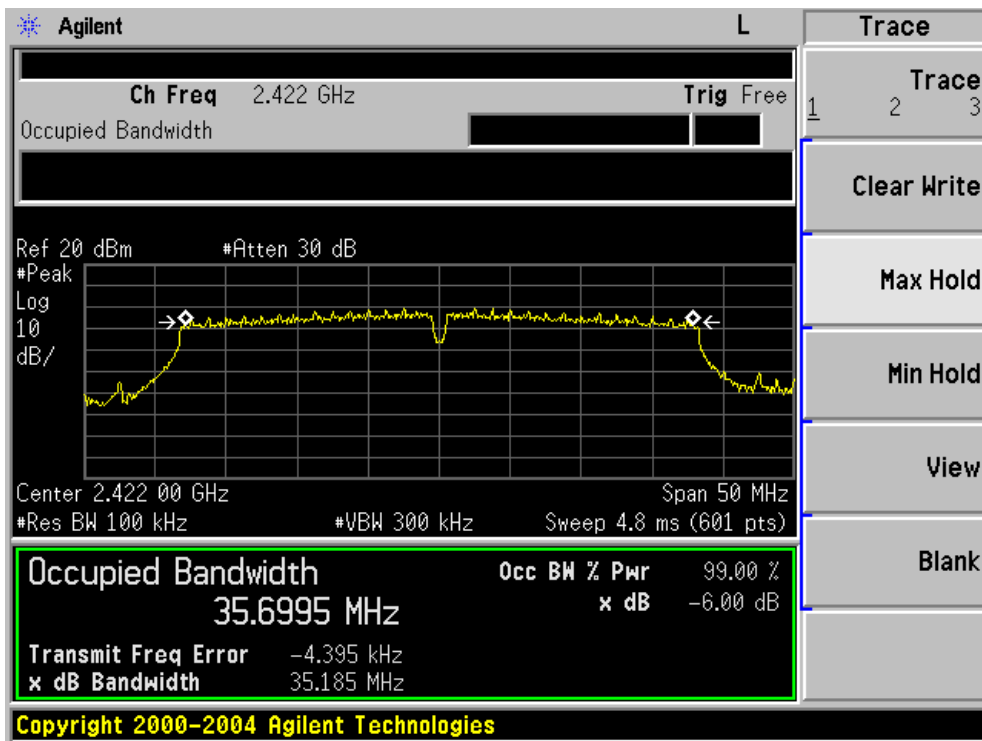 Agilent L Trace
Ch Freq 2.422 GHz Trig Free
Occupied Bandwidth
Trace
1 2 3
Clear Write
Max Hold
Min Hold
View
Blank
Ref 20 dBm #Atten 30 dB
#Peak
Log
10
dB/
Center 2.422 00 GHz Span 50 MHz
#Res BW 100 kHz #VBW 300 kHz Sweep 4.8 ms (601 pts)
Occupied Bandwidth Occ BW % Pwr 99.00 %
35.6995 MHz x dB -6.00 dB
Transmit Freq Error -4.395 kHz
x dB Bandwidth 35.185 MHz
Copyright 2000-2004 Agilent Technologies